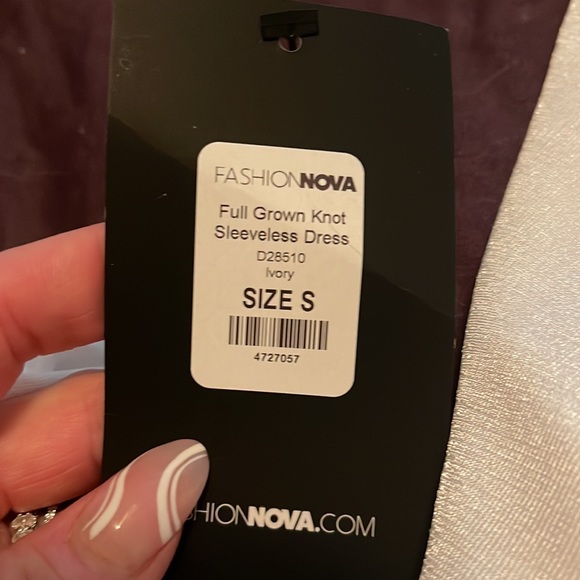 FASHIONNOVA
Full Grown Knot
Sleeveless Dress
D28510
Ivory
SIZE S
4727057
SHIONNOVA.COM